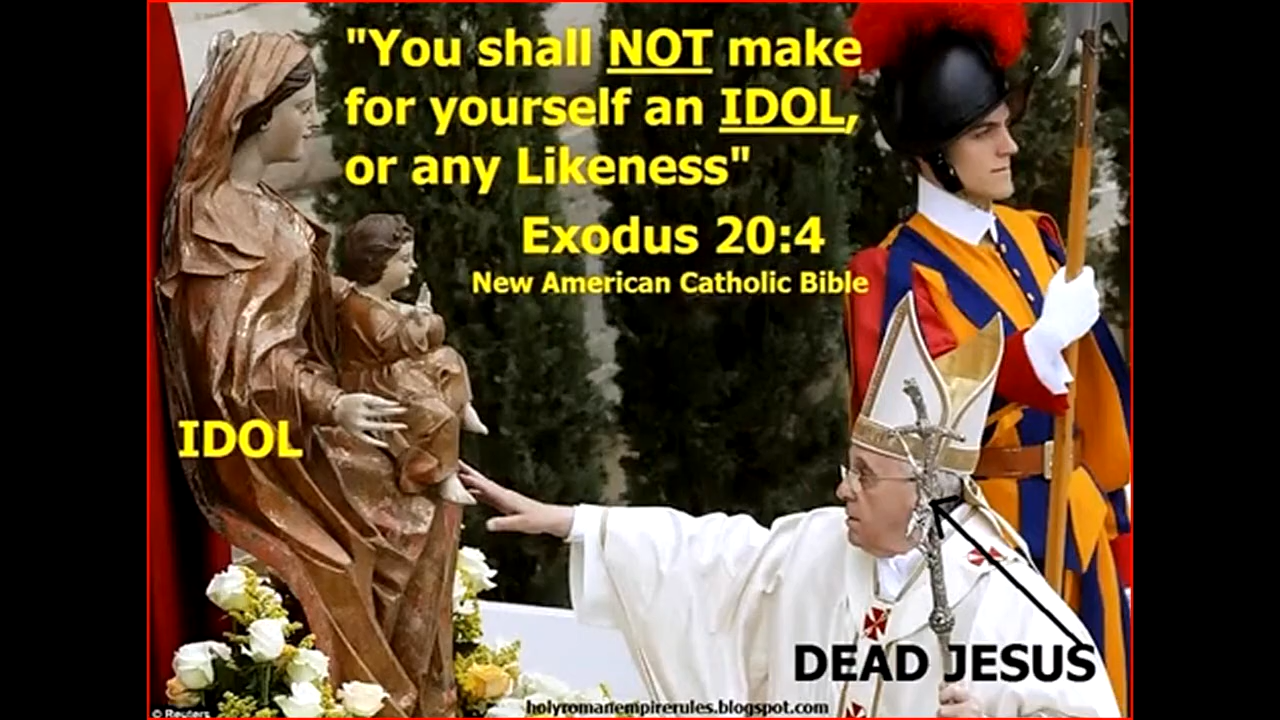 "You shall NOT make
for yourself an IDOL,
or any Likeness"
Exodus 20:4
New American Catholic Bible
IDOL
DEAD JESUS
holyromanempirerules.blogspot.com
© Reuters